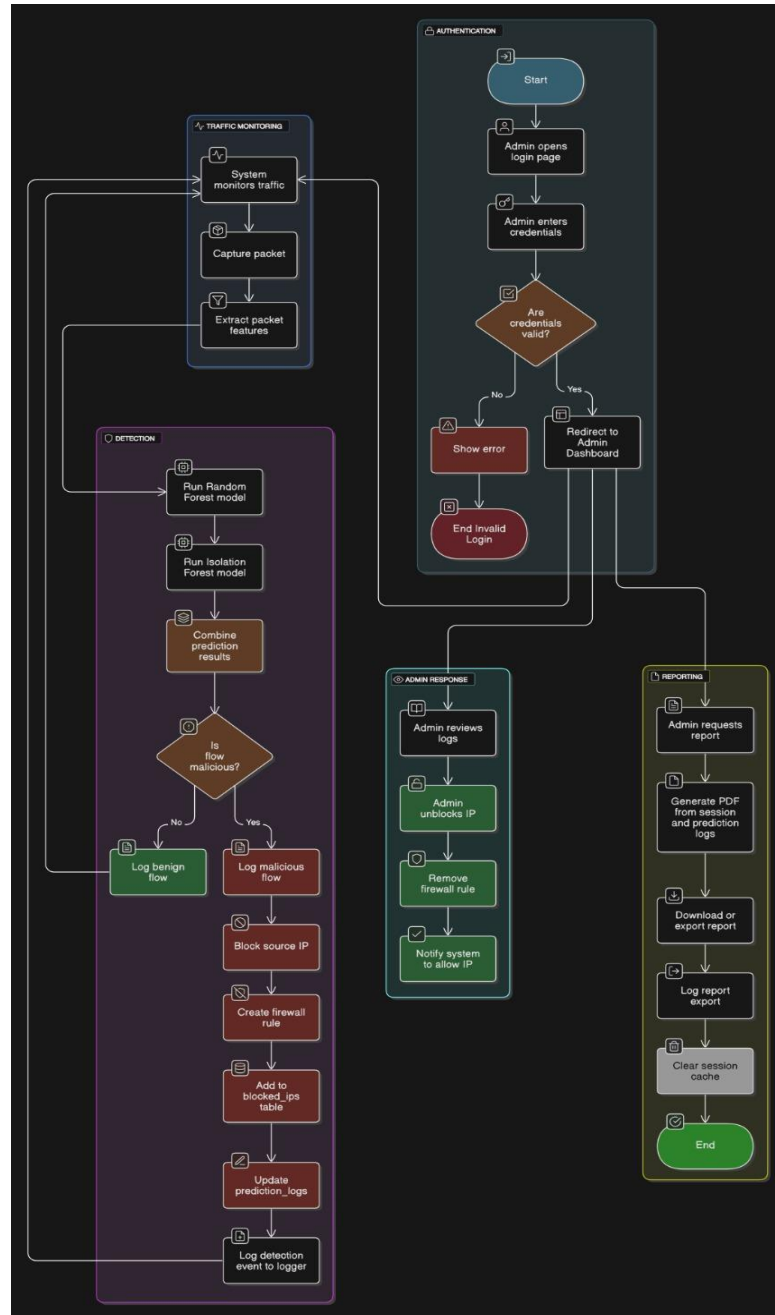 AUTHENTICATION
Start
Admin opens
login page
Admin enters
credentials
Are
credentials
valid?
No
Yes
Show error
Redirect to
Admin
Dashboard
End Invalid
Login
TRAFFIC MONITORING
System
monitors traffic
Capture packet
Extract packet
features
DETECTION
Run Random
Forest model
Run Isolation
Forest model
Combine
prediction
results
Is
flow
malicious?
No
Yes
Log benign
flow
Log malicious
flow
Block source IP
Create firewall
rule
Add to
blocked_ips
table
Update
prediction_logs
Log detection
event to logger
ADMIN RESPONSE
Admin reviews
logs
Admin
unblocks IP
Remove
firewall rule
Notify system
to allow IP
REPORTING
Admin requests
report
Generate PDF
from session
and prediction
logs
Download or
export report
Log report
export
Clear session
cache
End